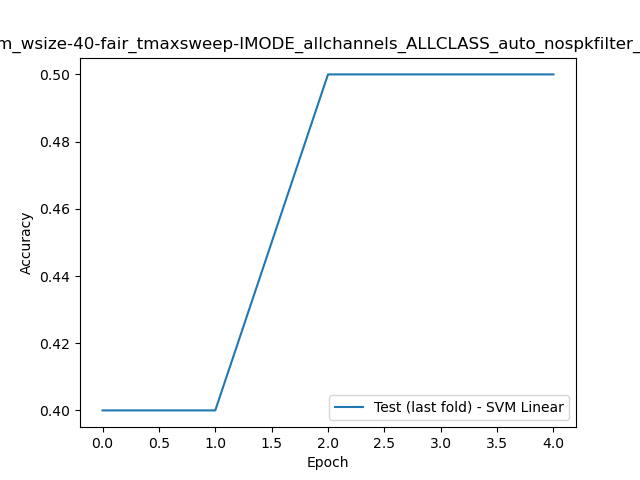 m_wsize-40-fair_tmaxsweep-IMODE_allchannels_ALLCLASS_auto_nospkfilter_
0.50
0.48
0.46
0.44
0.42
0.40
Accuracy
Test (last fold) - SVM Linear
0.0 0.5 1.0 1.5 2.0 2.5 3.0 3.5 4.0
Epoch